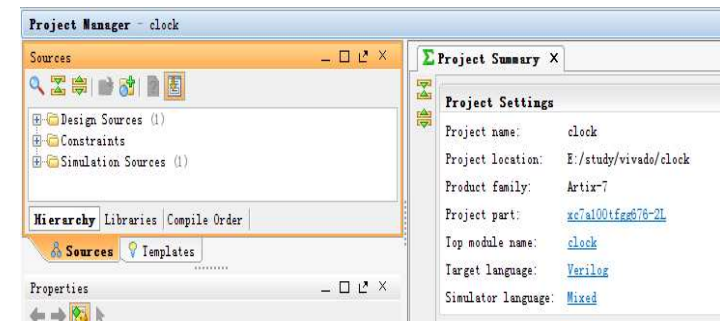 Project Manager - clock
Sources
Design Sources (1)
Constraints
Simulation Sources (1)
Hierarchy Libraries Compile Order
Sources Templates
Properties
Project Summary X
Project Settings
Project name: clock
Project location: E:/study/vivado/clock
Product family: Artix-7
Project part: xc7a100tfgg676-2L
Top module name: clock
Target language: Verilog
Simulator language: Mixed